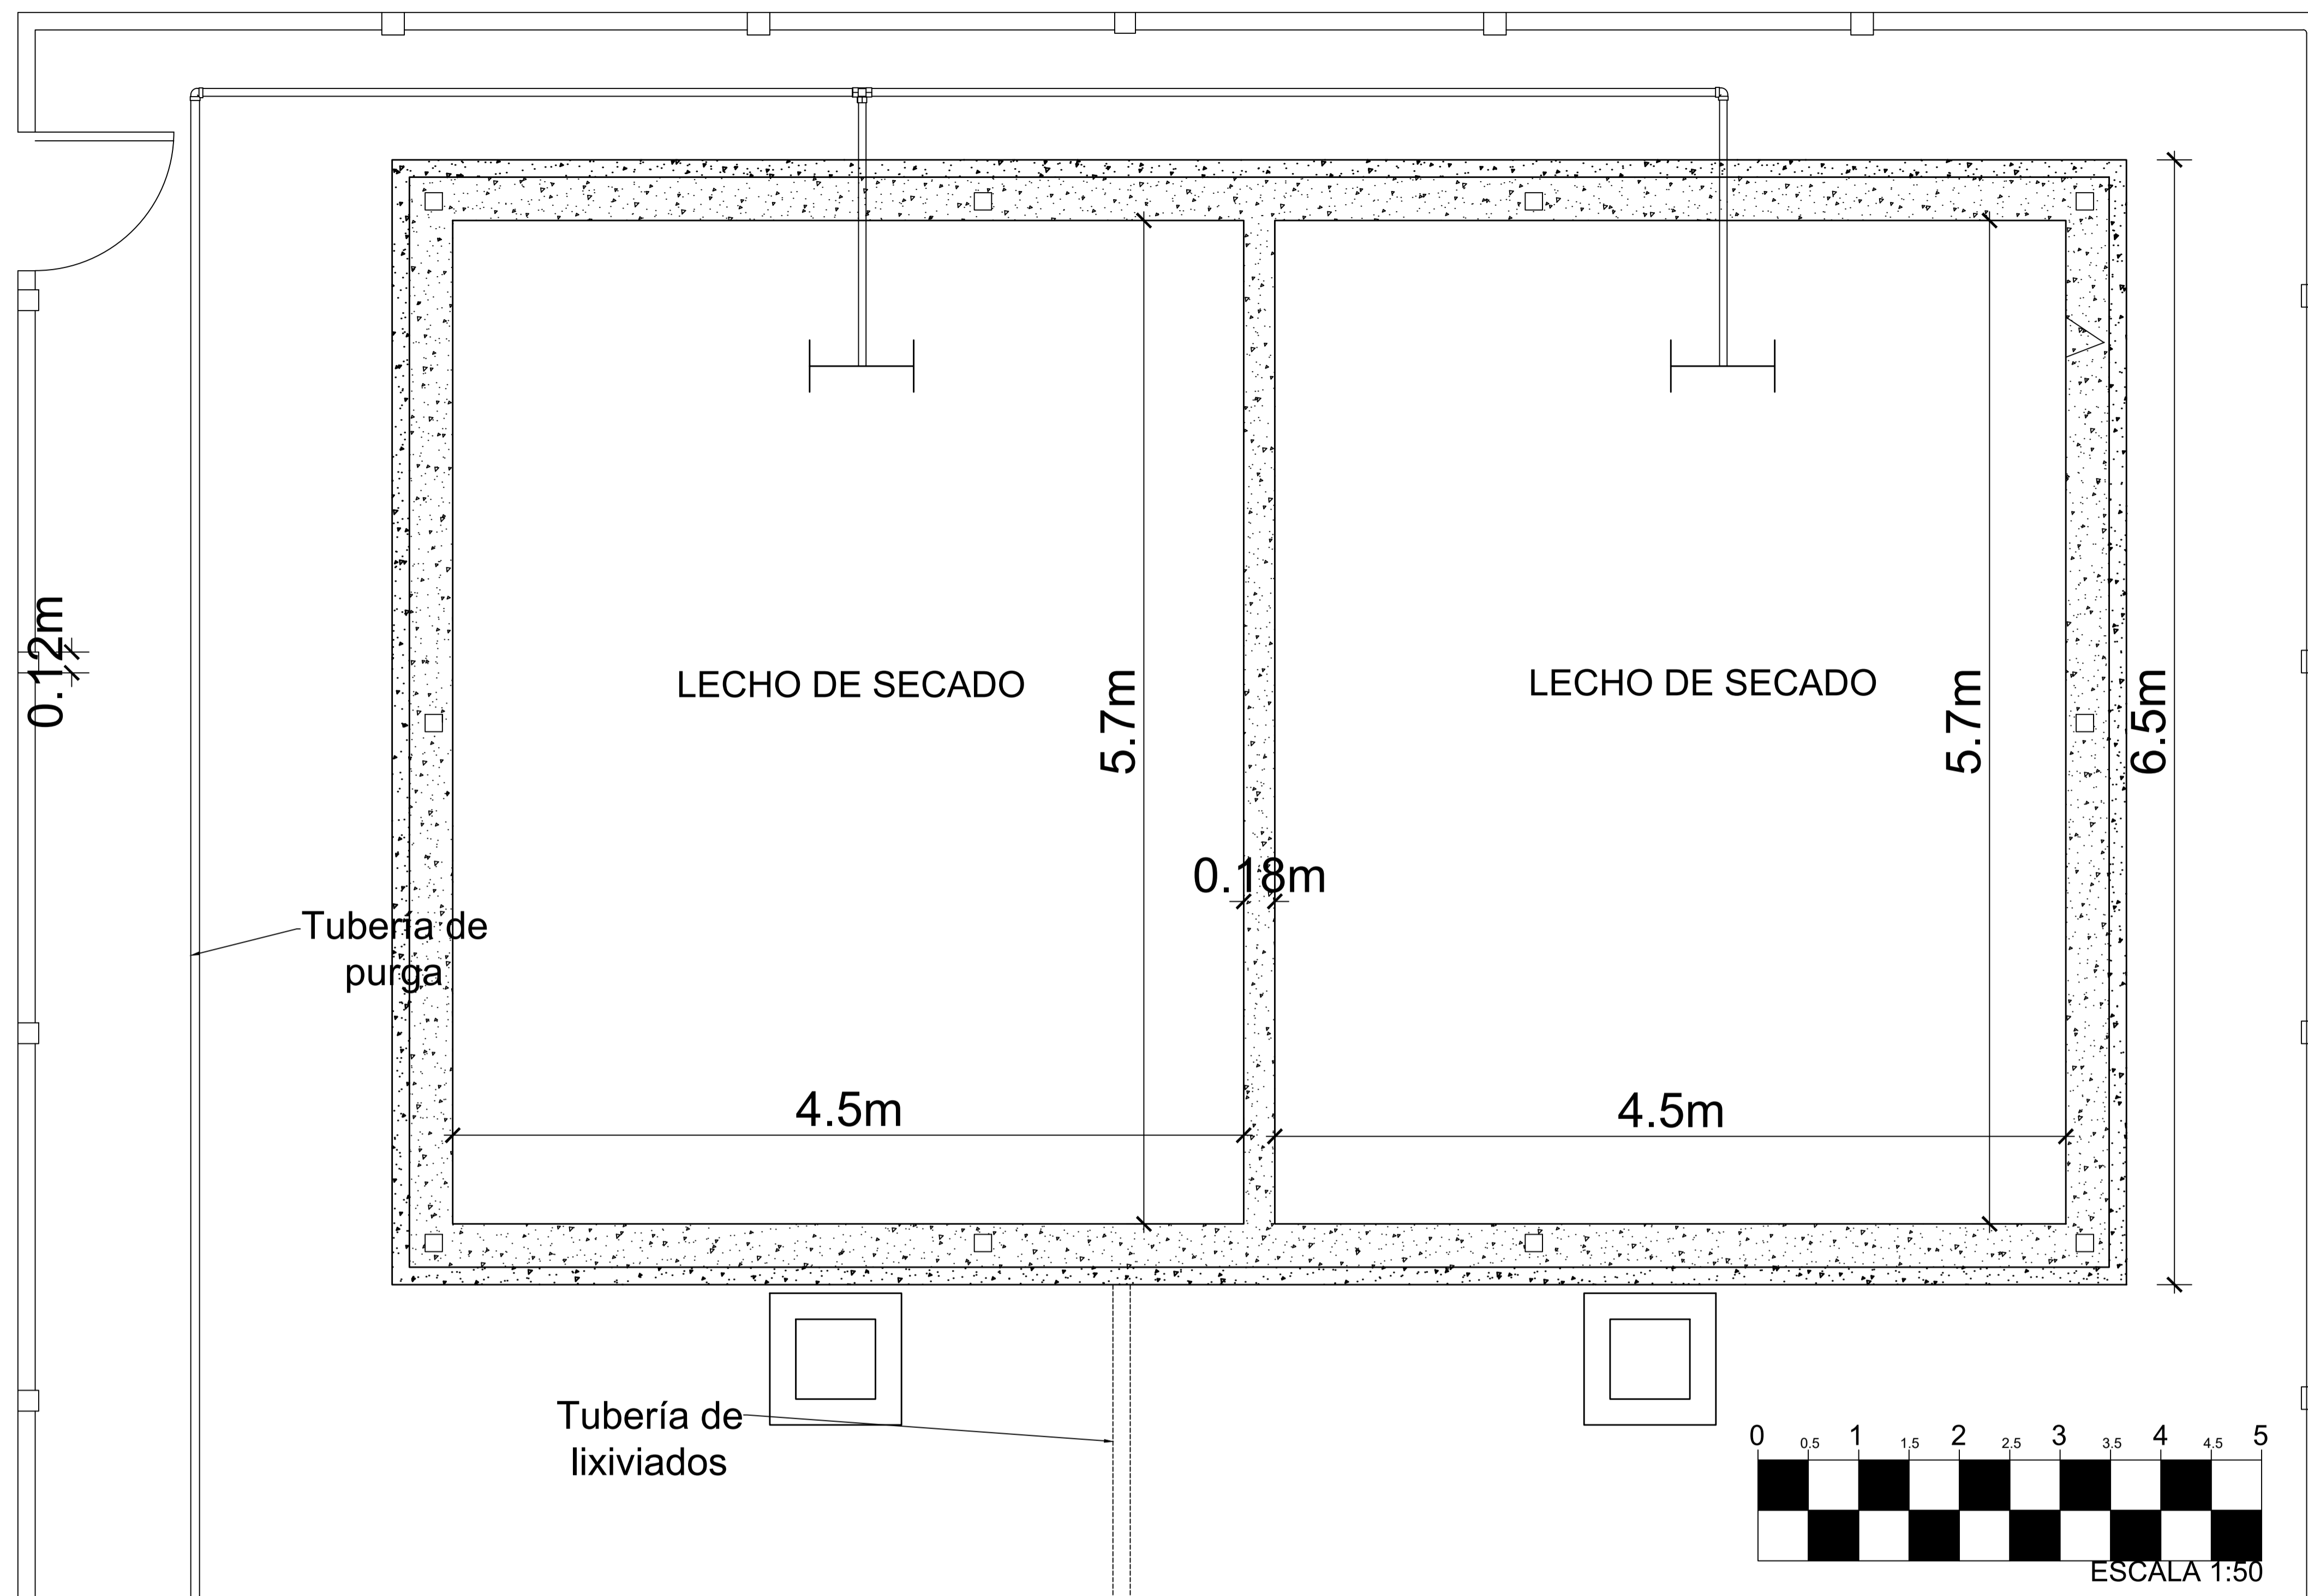 0.12m
LECHO DE SECADO
5.7m
LECHO DE SECADO
5.7m
6.5m
0.18m
Tubería de
purga
4.5m
4.5m
Tubería de
lixiviados
0 0.5 1 1.5 2 2.5 3 3.5 4 4.5 5
ESCALA 1:50